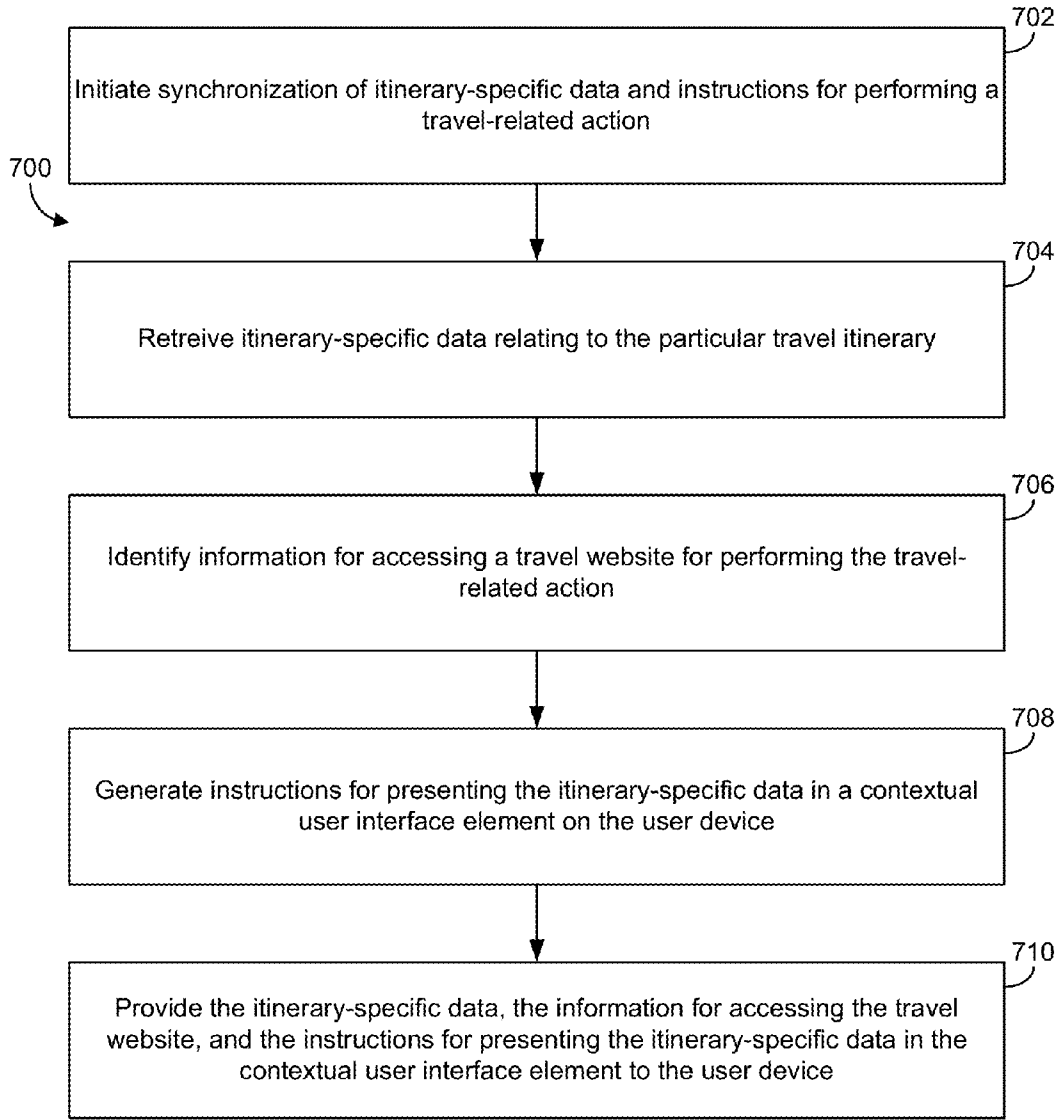 702
Initiate synchronization of itinerary-specific data and instructions for performing a
travel-related action
700
704
Retreive itinerary-specific data relating to the particular travel itinerary
706
Identify information for accessing a travel website for performing the travel-
related action
708
Generate instructions for presenting the itinerary-specific data in a contextual
user interface element on the user device
710
Provide the itinerary-specific data, the information for accessing the travel
website, and the instructions for presenting the itinerary-specific data in the
contextual user interface element to the user device